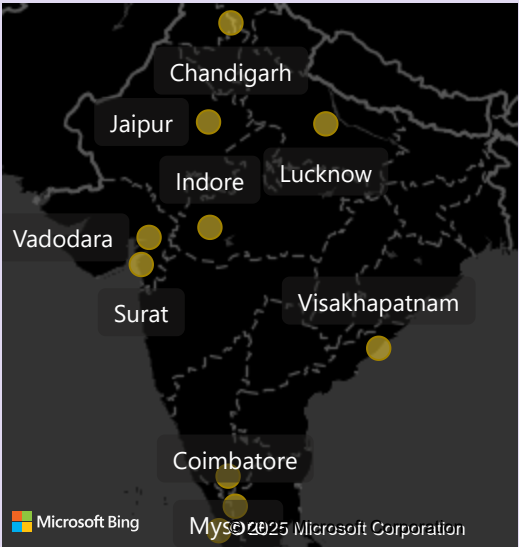 Chandigarh
Jaipur
Lucknow
Indore
Vadodara
Visakhapatnam
Surat
Coimbatore
Microsoft Bing
© 2025 Microsoft Corporation